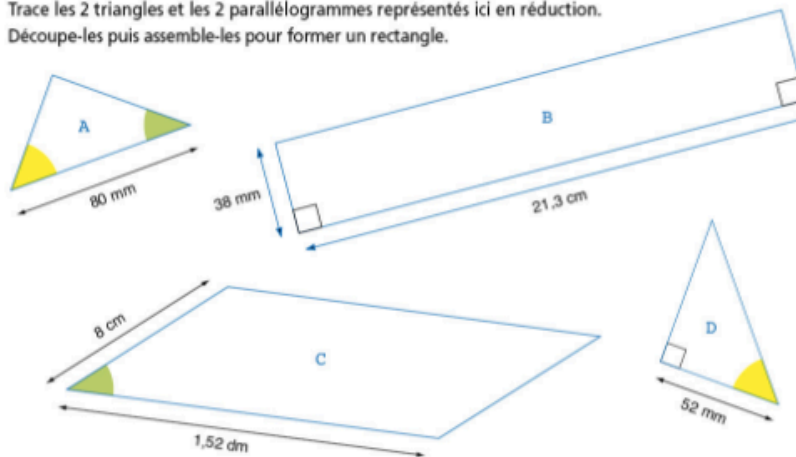 Trace les 2 triangles et les 2 parallélogrammes représentés ici en réduction.
Découpe-les puis assemble-les pour former un rectangle.
A
80 mm
B
38 mm
21,3 cm
8 cm
C
1,52 dm
D
52 mm